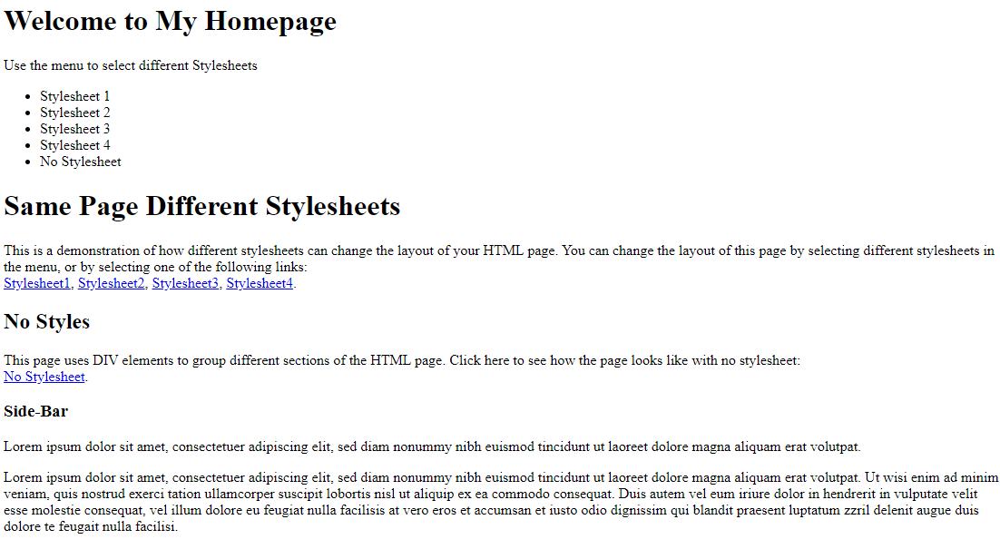 Welcome to My Homepage
Use the menu to select different Stylesheets
Stylesheet 1
Stylesheet 2
Stylesheet 3
Stylesheet 4
No Stylesheet
Same Page Different Stylesheets
This is a demonstration of how different stylesheets can change the layout of your HTML page. You can change the layout of this page by selecting different stylesheets in
the menu, or by selecting one of the following links:
Stylesheet1, Stylesheet2, Stylesheet3, Stylesheet4.
No Styles
This page uses DIV elements to group different sections of the HTML page. Click here to see how the page looks like with no stylesheet:
No Stylesheet.
Side-Bar
Lorem ipsum dolor sit amet, consectetuer adipiscing elit, sed diam nonummy nibh euismod tincidunt ut laoreet dolore magna aliquam erat volutpat.
Lorem ipsum dolor sit amet, consectetuer adipiscing elit, sed diam nonummy nibh euismod tincidunt ut laoreet dolore magna aliquam erat volutpat. Ut wisi enim ad minim
veniam, quis nostrud exerci tation ullamcorper suscipit lobortis nisl ut aliquip ex ea commodo consequat. Duis autem vel eum iriure dolor in hendrerit in vulputate velit
esse molestie consequat, vel illum dolore eu feugiat nulla facilisis at vero eros et accumsan et iusto odio dignissim qui blandit praesent luptatum zzril delenit augue duis
dolore te feugait nulla facilisi.